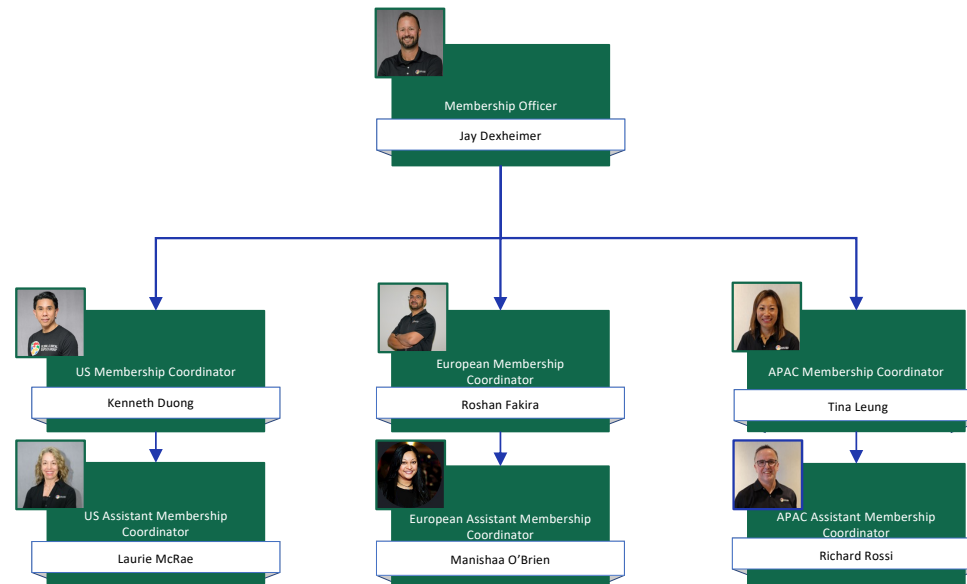 Membership Officer
Jay Dexheimer
US Membership Coordinator
Kenneth Duong
European Membership
Coordinator
Roshan Fakira
APAC Membership Coordinator
Tina Leung
US Assistant Membership
Coordinator
Laurie McRae
European Assistant Membership
Coordinator
Manishaa O’Brien
APAC Assistant Membership
Coordinator
Richard Rossi